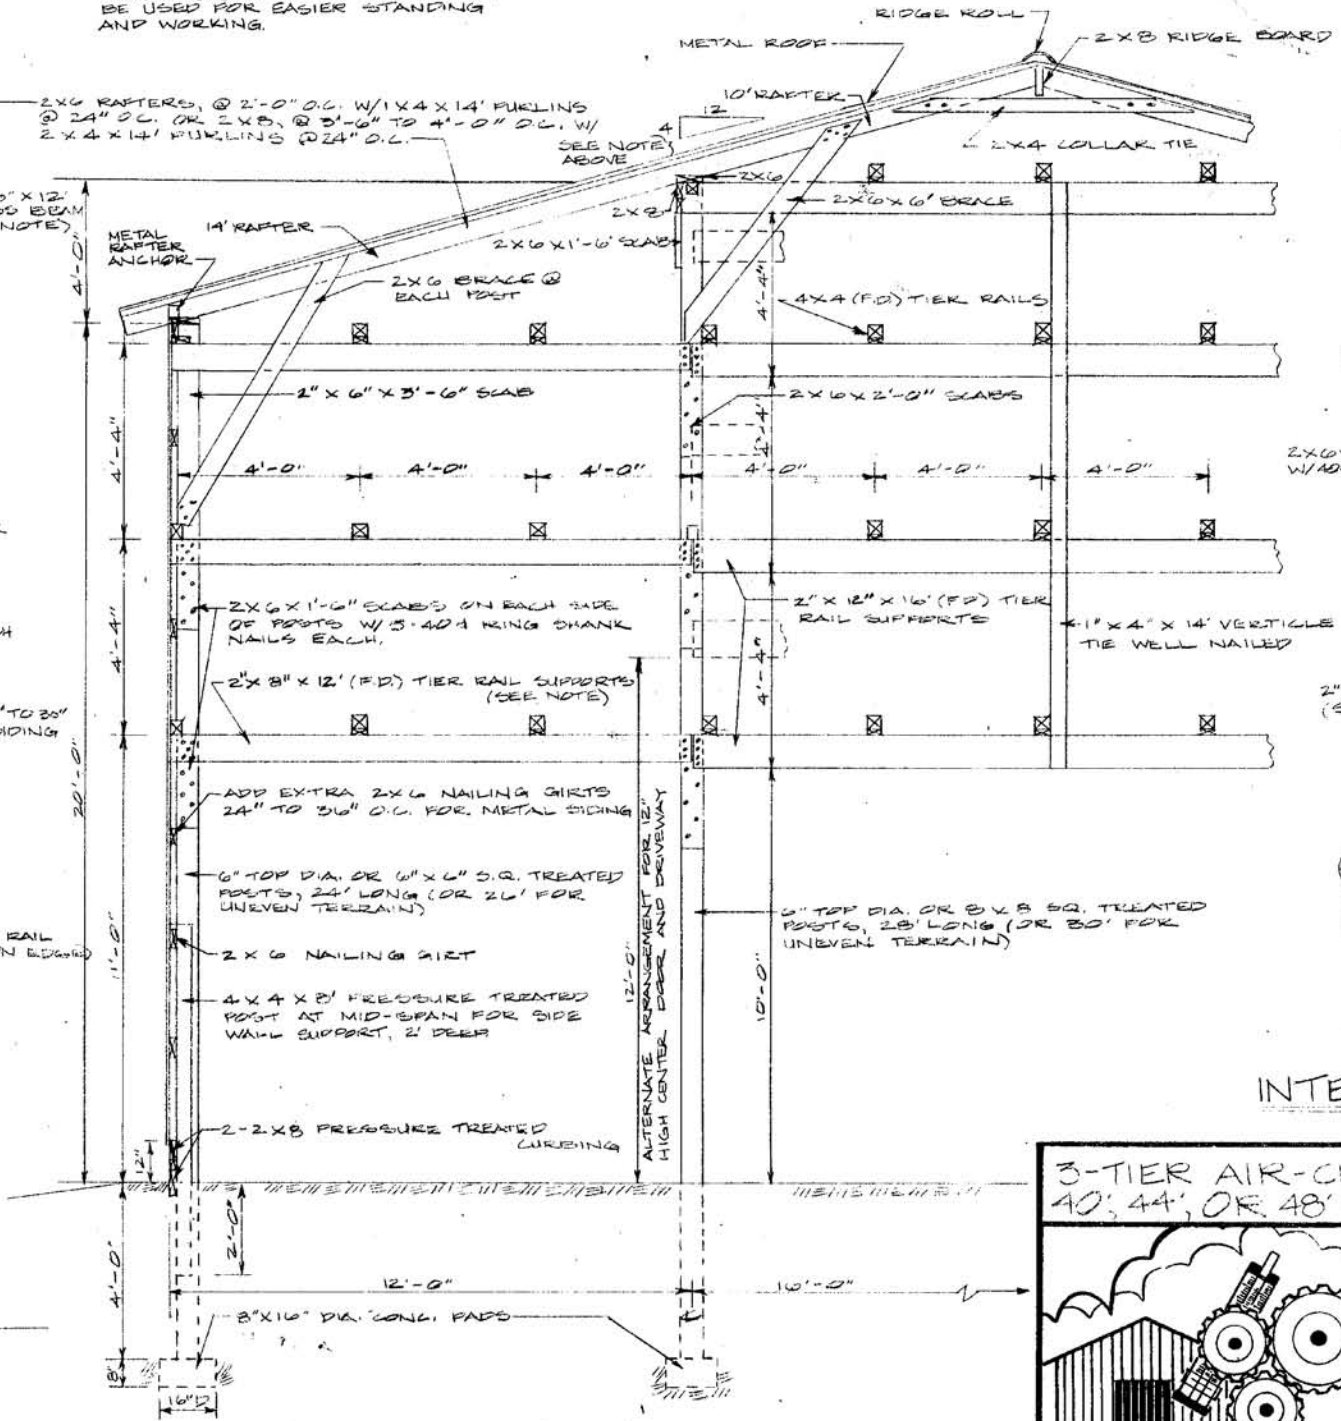 BE USED FOR EASIER STANDING
AND WORKING.
RIDGE ROLL
METAL ROOF
2X8 RIDGE BOARD
2X6 RAFTERS, @ 2'-0" O.C. W/1X4X14' PURLINS
@ 24" O.C. OR 2X8, @ 3'-6" TO 4'-0" O.C. W/
2X4X14' PURLINS @24" O.C.
10' RAFTER
12
4
SEE NOTE
ABOVE
2X4 COLLAR TIE
2X6
2X8
2X6X6' BRACE
X 12'
BEAM
NOTE)
4'-0"
METAL
RAFTER
ANCHOR
14' RAFTER
2X6X1'-6" SCABS
2X6 BRACE @
EACH POST
4X4 (F.D.) TIER RAILS
4'-4"
2" X 6" X 3'-6" SCAB
2X6X2'-0" SCABS
4'-4"
4'-4"
4'-0"
4'-0"
4'-0"
4'-0"
4'-0"
4'-0"
2X6
2X6X1'-6" SCABS ON EACH SIDE
OF POSTS W/5-40d RING SHANK
NAILS EACH.
2" X 12" X 16' (F.D.) TIER
RAIL SUPPORTS
4'-4"
4'-4"
1" X 4" X 14' VERTICLE
TIE WELL NAILED
2"X 8" X 12' (F.D.) TIER RAIL SUPPORTS
(SEE NOTE)
TO 30"
SIDING
2"
20'-0"
ADD EXTRA 2X6 NAILING GIRTS
24" TO 36" O.C. FOR METAL SIDING
6" TOP DIA. OR 6"X6" S.Q. TREATED
POSTS, 24' LONG (OR 26' FOR
UNEVEN TERRAIN)
6" TOP DIA. OR 8X8 SQ. TREATED
POSTS, 28' LONG (OR 30' FOR
UNEVEN TERRAIN)
RAIL
EDGES)
11'-0"
2X6 NAILING GIRT
4X4X8' PRESSURE TREATED
POST AT MID-SPAN FOR SIDE
WALL SUPPORT, 2' DEEP
12'-0"
ALTERNATE ARRANGEMENT FOR 12"
HIGH CENTER DOOR AND DRIVEWAY
10'-0"
INTE
2-2X8 PRESSURE TREATED
CURBING
12"
3-TIER AIR-C
40', 44', OR 48'
2'-0"
4'-0"
12'-0"
16'-0"
8"X16" DIA. CONC. PADS
8"
16"D